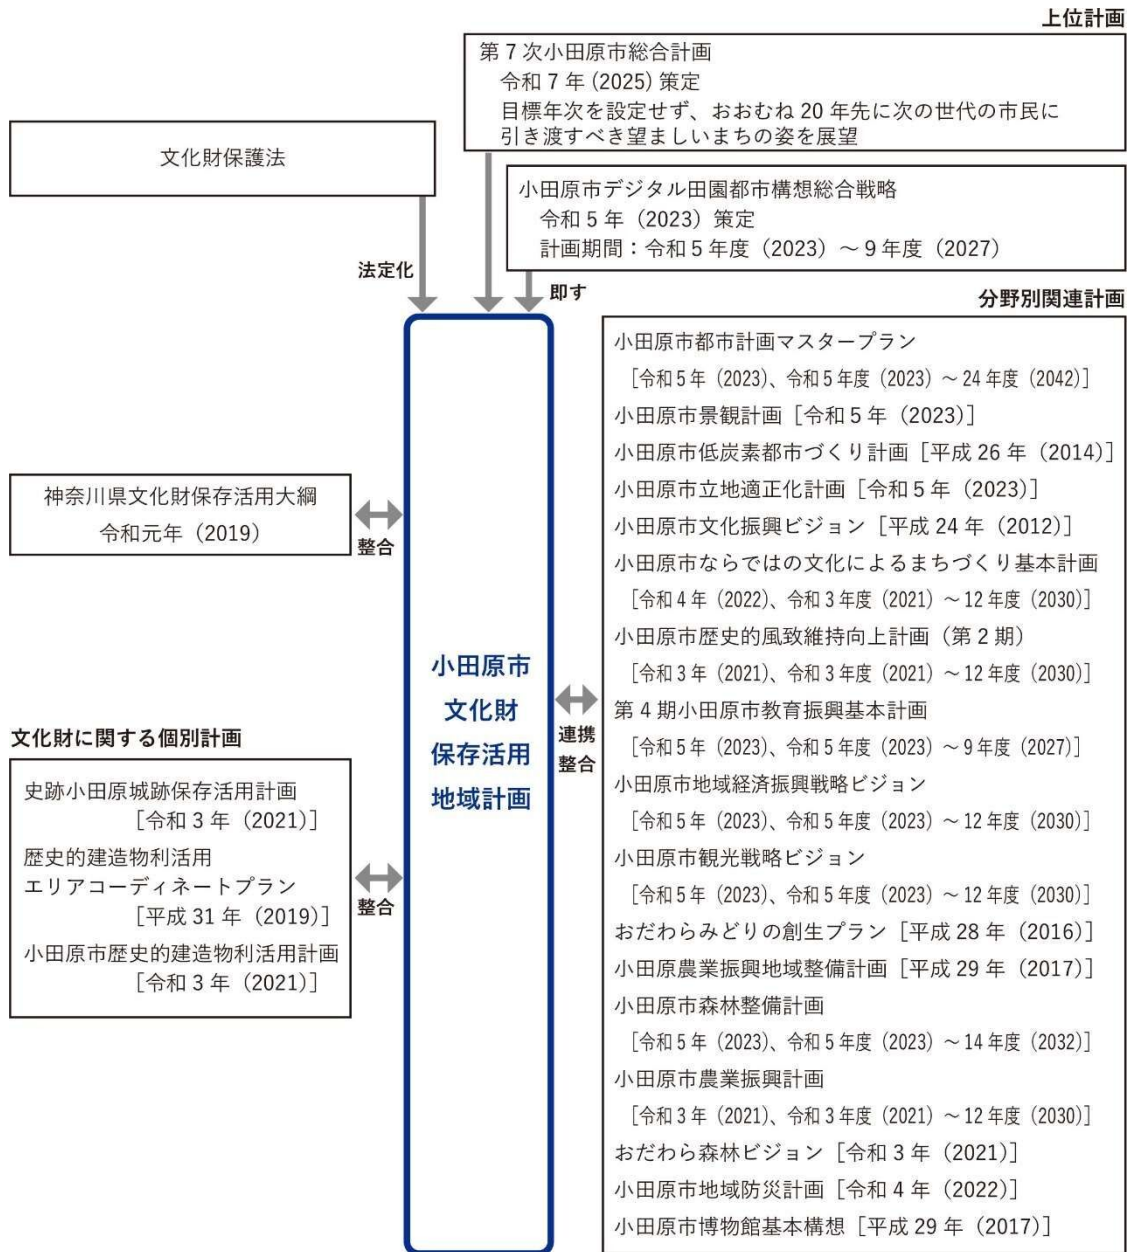 上位計画
第7次小田原市総合計画
令和7年(2025)策定
目標年次を設定せず、おおむね20年先に次の世代の市民に
引き渡すべき望ましいまちの姿を展望
文化財保護法
小田原市デジタル田園都市構想総合戦略
令和5年（2023）策定
計画期間：令和5年度（2023）～9年度（2027）
法定化
即す
分野別関連計画
小田原市都市計画マスタープラン
［令和5年（2023）、令和5年度（2023）～24年度（2042）］
小田原市景観計画［令和5年（2023）］
小田原市低炭素都市づくり計画［平成26年（2014）］
小田原市立地適正化計画［令和5年（2023）］
小田原市文化振興ビジョン［平成24年（2012）］
小田原市ならではの文化によるまちづくり基本計画
［令和4年（2022）、令和3年度（2021）～12年度（2030）］
小田原市歴史的風致維持向上計画（第2期）
［令和3年（2021）、令和3年度（2021）～12年度（2030）］
第4期小田原市教育振興基本計画
［令和5年（2023）、令和5年度（2023）～9年度（2027）］
小田原市地域経済振興戦略ビジョン
［令和5年（2023）、令和5年度（2023）～12年度（2030）］
小田原市観光戦略ビジョン
［令和5年（2023）、令和5年度（2023）～12年度（2030）］
おだわらみどりの創生プラン［平成28年（2016）］
小田原農業振興地域整備計画［平成29年（2017）］
小田原市森林整備計画
［令和5年（2023）、令和5年度（2023）～14年度（2032）］
小田原市農業振興計画
［令和3年（2021）、令和3年度（2021）～12年度（2030）］
おだわら森林ビジョン［令和3年（2021）］
小田原市地域防災計画［令和4年（2022）］
小田原市博物館基本構想［平成29年（2017）］
神奈川県文化財保存活用大綱
令和元年（2019）
整合
小田原市
文化財
保存活用
地域計画
連携
整合
文化財に関する個別計画
史跡小田原城跡保存活用計画
［令和3年（2021）］
歴史的建造物利活用
エリアコーディネートプラン
［平成31年（2019）］
小田原市歴史的建造物利活用計画
［令和3年（2021）］
整合